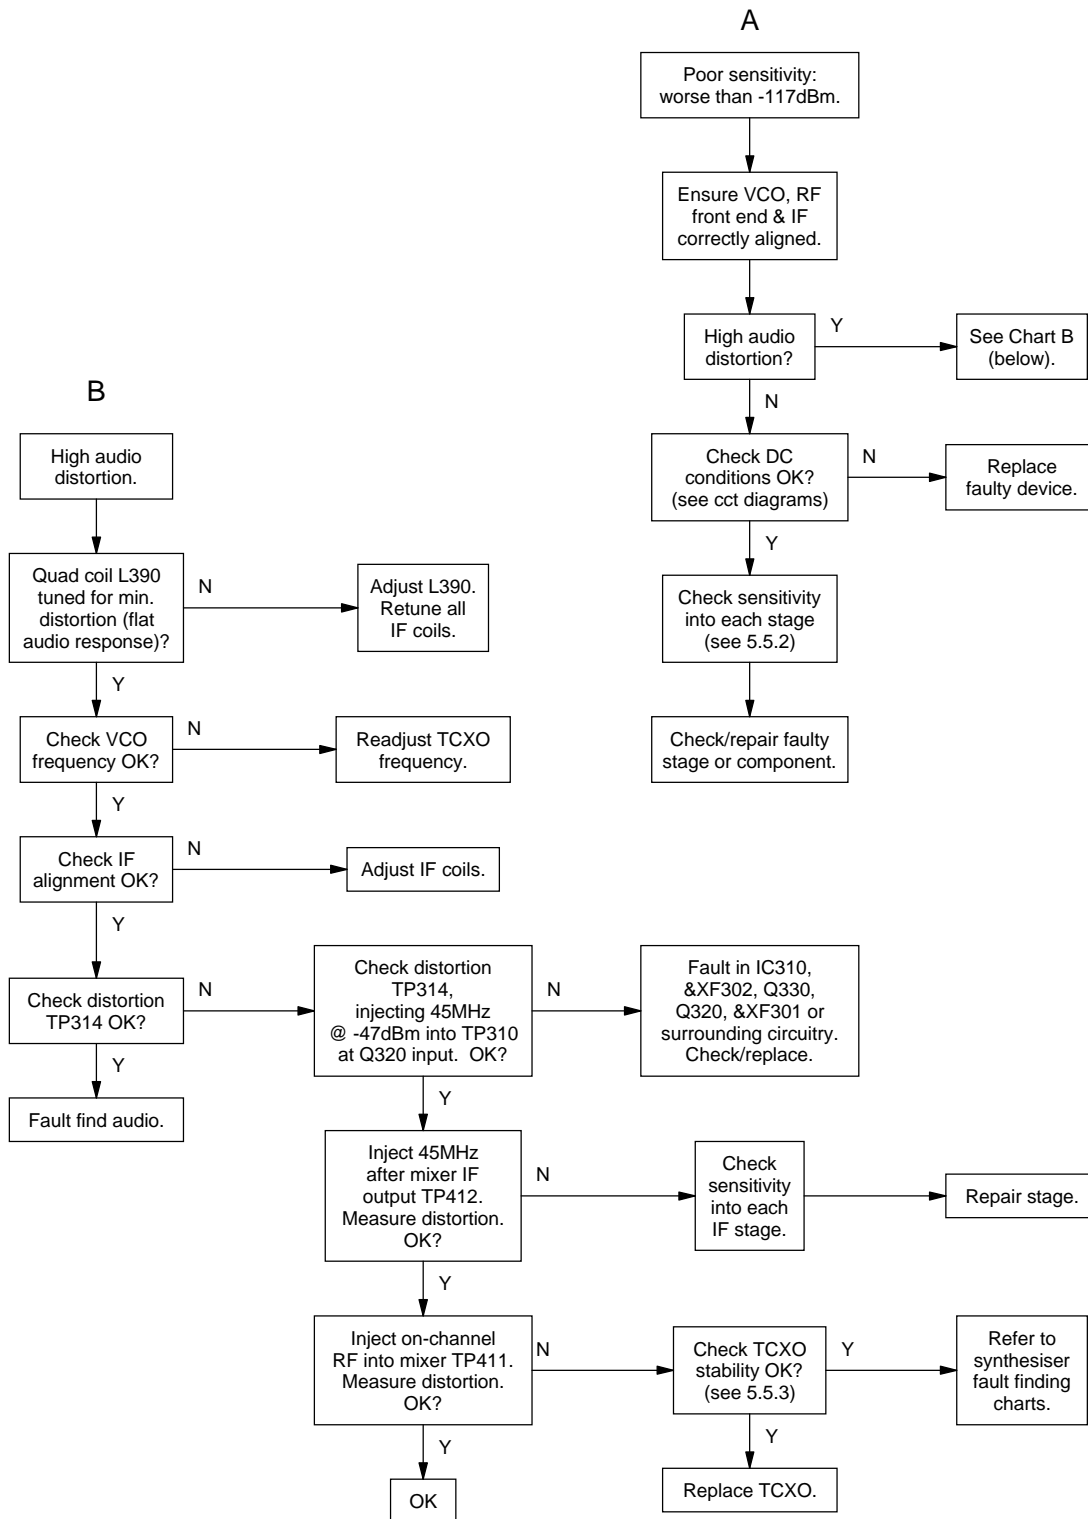 A
Poor sensitivity:
worse than -117dBm.
Ensure VCO, RF
front end & IF
correctly aligned.
High audio
distortion?
Y
See Chart B
(below).
N
Check DC
conditions OK?
(see cct diagrams)
N
Replace
faulty device.
Y
Check sensitivity
into each stage
(see 5.5.2)
Check/repair faulty
stage or component.
B
High audio
distortion.
Quad coil L390
tuned for min.
distortion (flat
audio response)?
N
Adjust L390.
Retune all
IF coils.
Y
Check VCO
frequency OK?
N
Readjust TCXO
frequency.
Y
Check IF
alignment OK?
N
Adjust IF coils.
Y
Check distortion
TP314 OK?
N
Check distortion
TP314,
injecting 45MHz
@ -47dBm into TP310
at Q320 input.  OK?
N
Fault in IC310,
&XF302, Q330,
Q320, &XF301 or
surrounding circuitry.
Check/replace.
Y
Fault find audio.
Y
Inject 45MHz
after mixer IF
output TP412.
Measure distortion.
OK?
N
Check
sensitivity
into each
IF stage.
Repair stage.
Y
Inject on-channel
RF into mixer TP411.
Measure distortion.
OK?
N
Check TCXO
stability OK?
(see 5.5.3)
Y
Refer to
synthesiser
fault finding
charts.
Y
OK
Y
Replace TCXO.